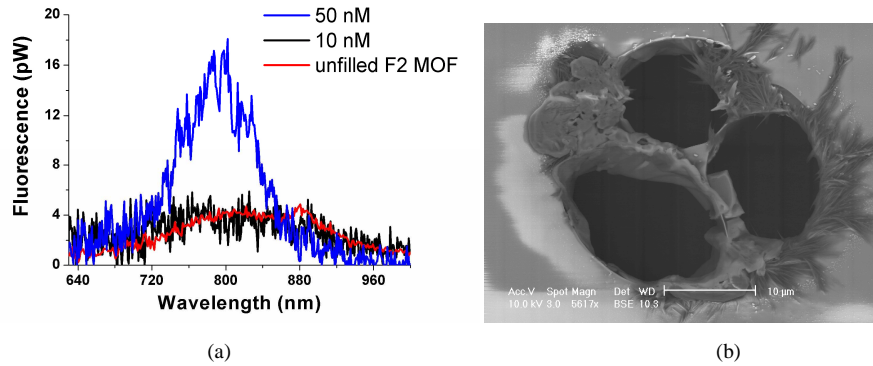 20
16
12
8
4
0
Fluorescence (pW)
50 nM
10 nM
unfilled F2 MOF
640 720 800 880 960
Wavelength (nm)
Acc.V Spot Magn Det WD
10.0 kV 3.0 5617x BSE 10.3
10 µm
(a)
(b)